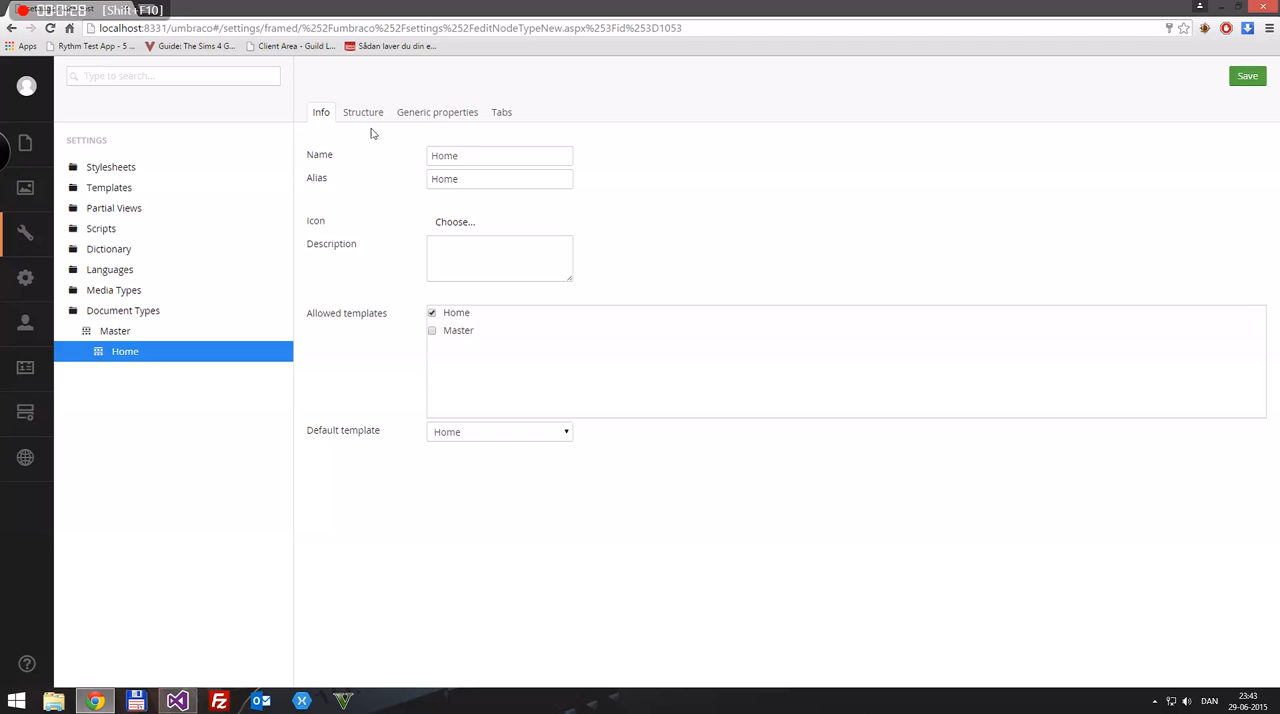 [Shift+F10]
localhost:8331/umbraco#/settings/framed/%252Fumbraco%252Fsettings%252FeditNodeTypeNew.aspx%253Fid%253D1053
Apps Rythm Test App - 5 ... Guide: The Sims 4 G... Client Area - Guild L... Sådan laver du din e...
Type to search...
Save
Info Structure Generic properties Tabs
SETTINGS
Stylesheets
Templates
Partial Views
Scripts
Dictionary
Languages
Media Types
Document Types
Master
Home
Name Home
Alias Home
Icon Choose...
Description
Allowed templates Home
Master
Default template Home
DAN
23:43
29-06-2015